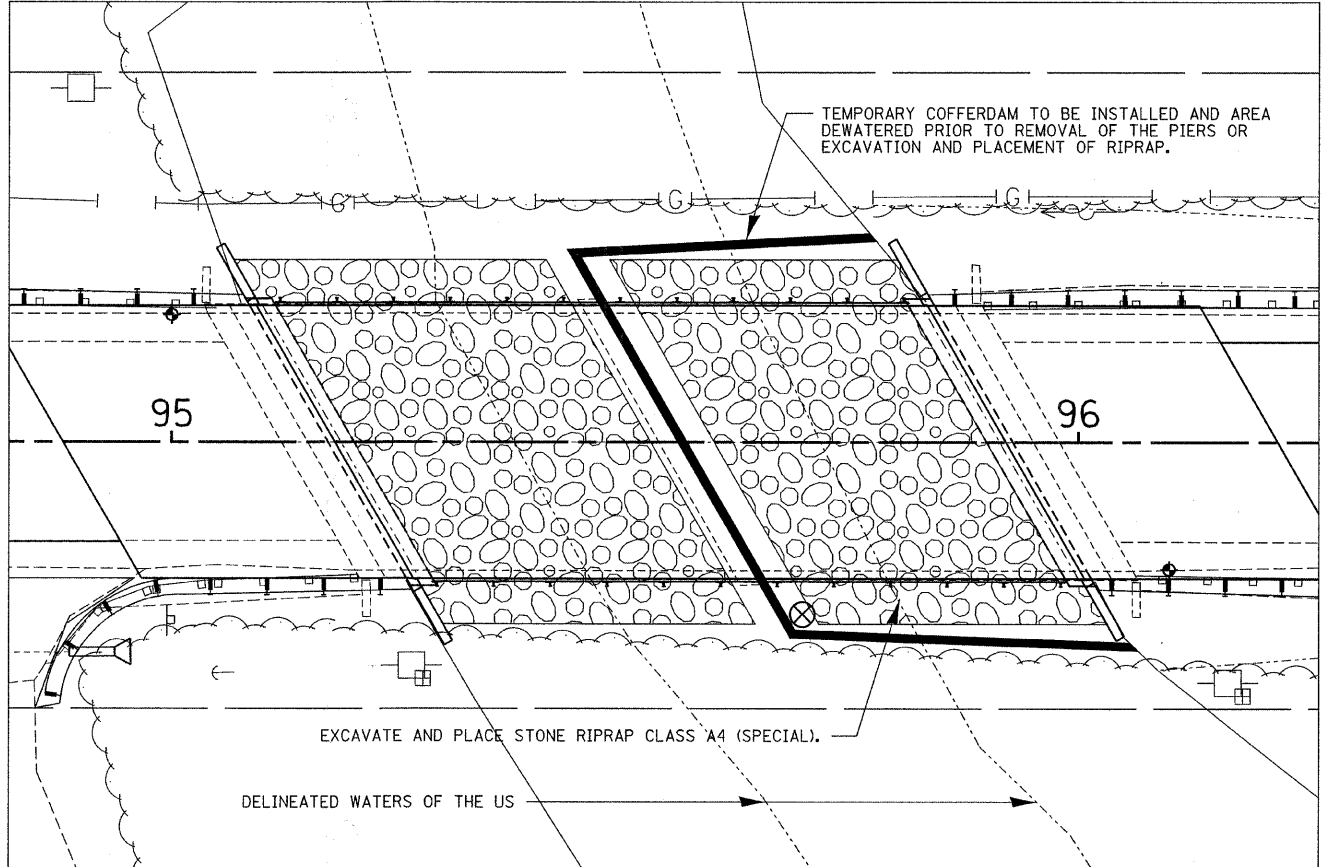 TEMPORARY COFFERDAM TO BE INSTALLED AND AREA
DEWATERED PRIOR TO REMOVAL OF THE PIERS OR
EXCAVATION AND PLACEMENT OF RIPRAP.
G
G
G
95
96
EXCAVATE AND PLACE STONE RIPRAP CLASS A4 (SPECIAL).
DELINEATED WATERS OF THE US